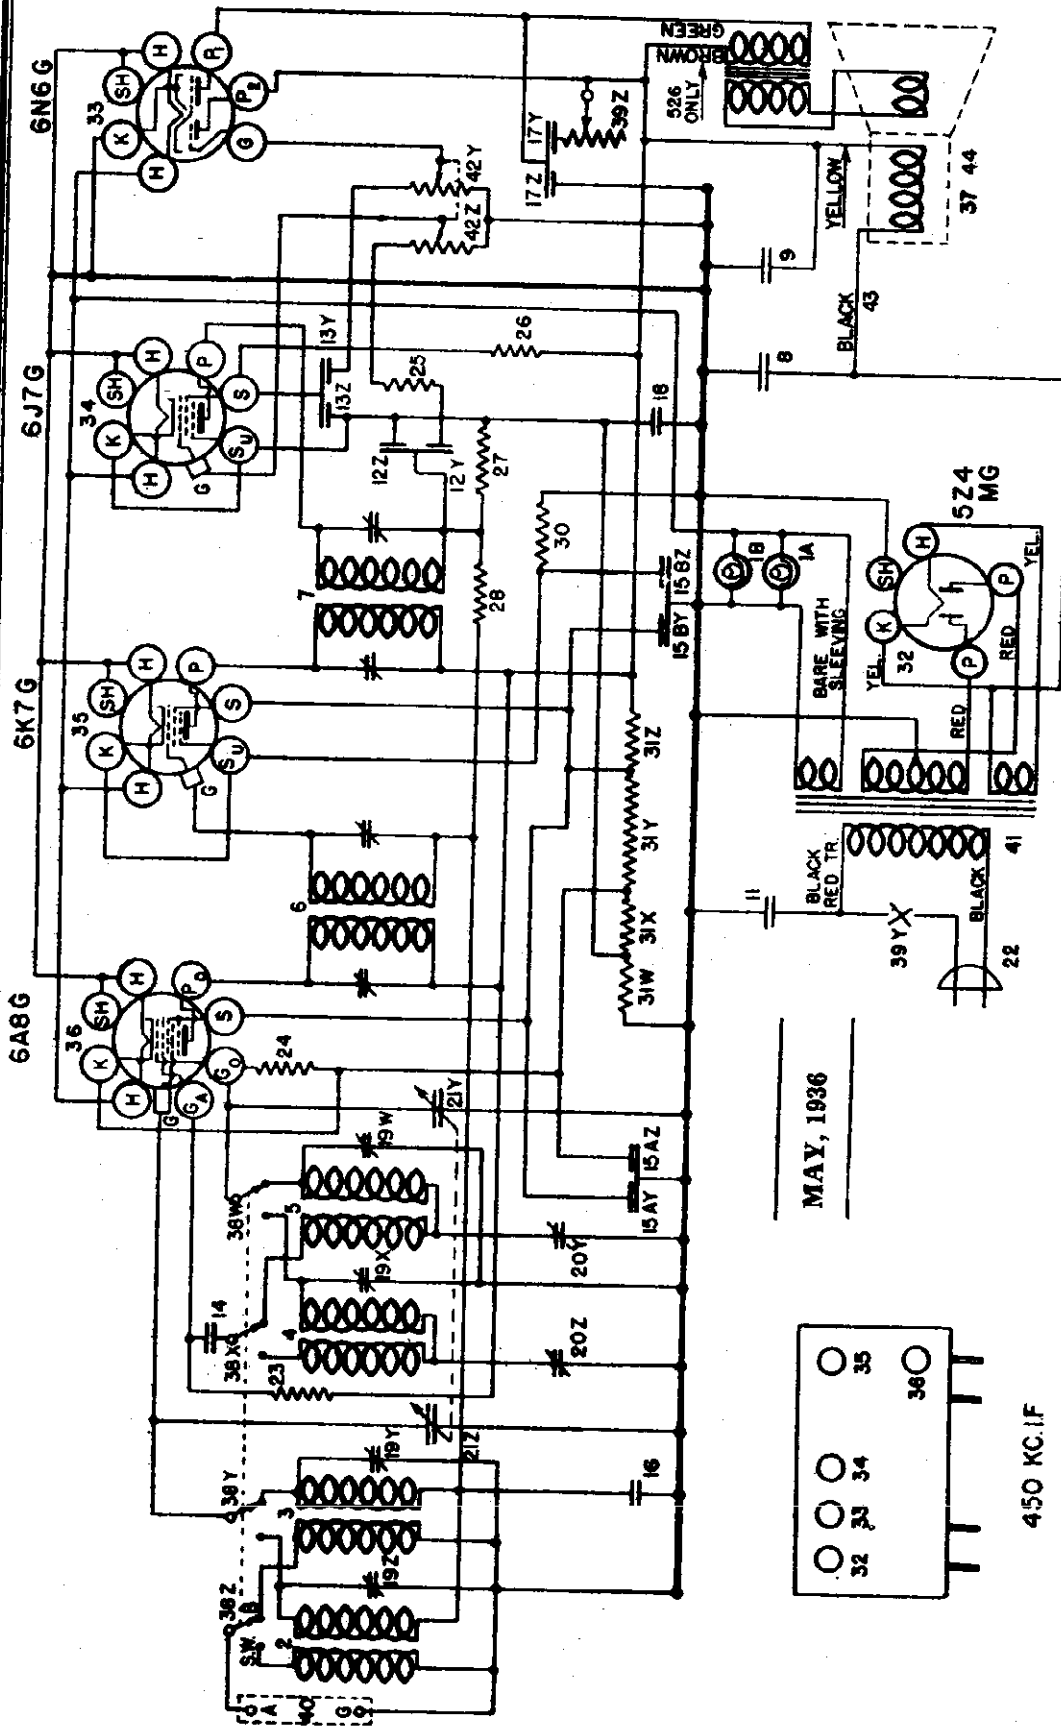 6A8G
6K7G
6J7G
6N6G
36
35
34
33
H
SH
K
H
G
GA
GO
S
PO
H
SH
K
H
G
SU
S
P
H
SH
K
H
G
SU
S
P
H
SH
K
H
G
P2
P1
38Z
S.W.
B
38Y
38X
38W
14
23
24
A
40
G
2
3
4
5
6
7
19Z
19Y
19X
19W
21Z
21Y
20Z
20Y
16
15AY
15AZ
28
27
25
26
12Z
12Y
13Z
13Y
42Z
42Y
17Z
17Y
39Z
30
18
31W
31X
31Y
31Z
15BY
15BZ
8
9
GREEN
BROWN
526
ONLY
YELLOW
BLACK
43
37
44
11
BLACK
RED TR.
39Y
BLACK
22
41
BARE WITH
SLEEVING
1B
1A
YEL.
RED
RED
YEL.
32
K
SH
H
P
P
5Z4
MG
MAY, 1936
32
33
34
35
36
450 KC. I.F